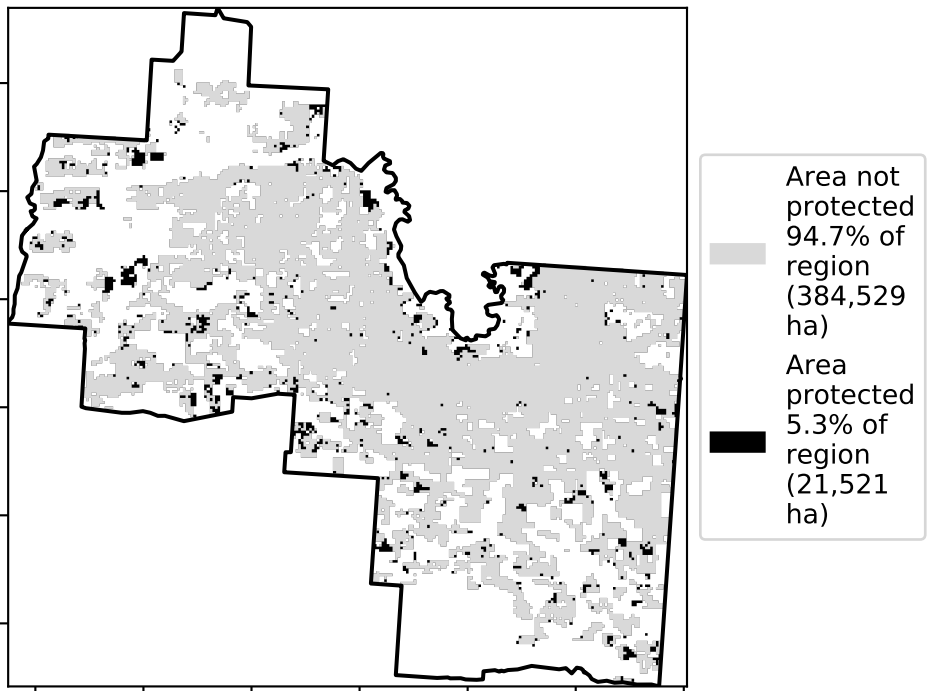 Area not
protected
94.7% of
region
(384,529
ha)
Area
protected
5.3% of
region
(21,521
ha)